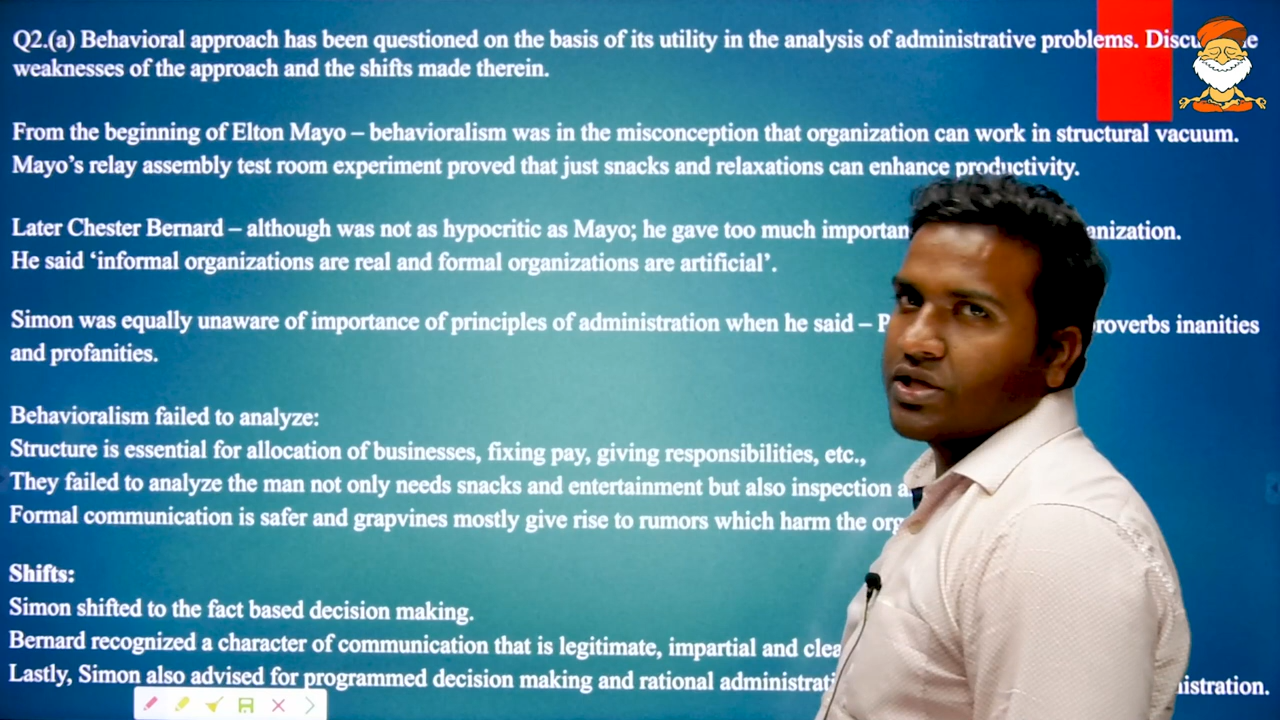 Q2.(a) Behavioral approach has been questioned on the basis of its utility in the analysis of administrative problems.
weaknesses of the approach and the shifts made therein.
From the beginning of Elton Mayo – behavioralism was in the misconception that organization can work in structural vacuum.
Mayo's relay assembly test room experiment proved that just snacks and relaxations can enhance productivity.
Later Chester Bernard – although was not as hypocritic as Mayo; he gave too much
He said 'informal organizations are real and formal organizations are artificial'.
Simon was equally unaware of importance of principles of administration when he said – inanities
and profanities.
Behavioralism failed to analyze:
Structure is essential for allocation of businesses, fixing pay, giving responsibilities, etc.,
They failed to analyze the man not only needs snacks and entertainment but also inspection
Formal communication is safer and grapvines mostly give rise to rumors which harm the
Shifts:
Simon shifted to the fact based decision making.
Bernard recognized a character of communication that is legitimate, impartial and
Lastly, Simon also advised for programmed decision making and rational